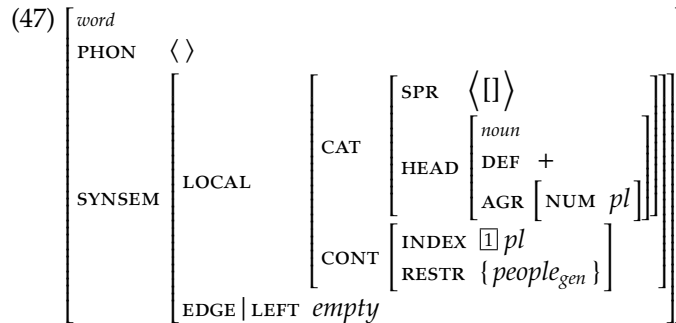 (47) word
PHON ⟨ ⟩
SPR ⟨[]⟩
noun
CAT
HEAD DEF +
LOCAL
AGR [NUM pl]
SYNSEM
INDEX 1 pl
CONT
RESTR {people_gen}
EDGE|LEFT empty